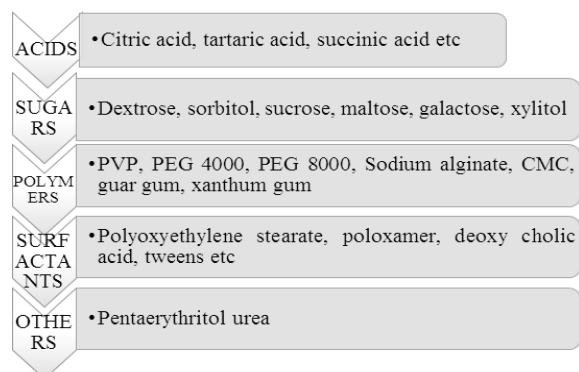 ACIDS
•Citric acid, tartaric acid, succinic acid etc
SUGA
RS
•Dextrose, sorbitol, sucrose, maltose, galactose, xylitol
POLYM
ERS
•PVP, PEG 4000, PEG 8000, Sodium alginate, CMC,
guar gum, xanthum gum
SURF
ACTA
NTS
•Polyoxyethylene stearate, poloxamer, deoxy cholic
acid, tweens etc
OTHE
RS
•Pentaerythritol urea